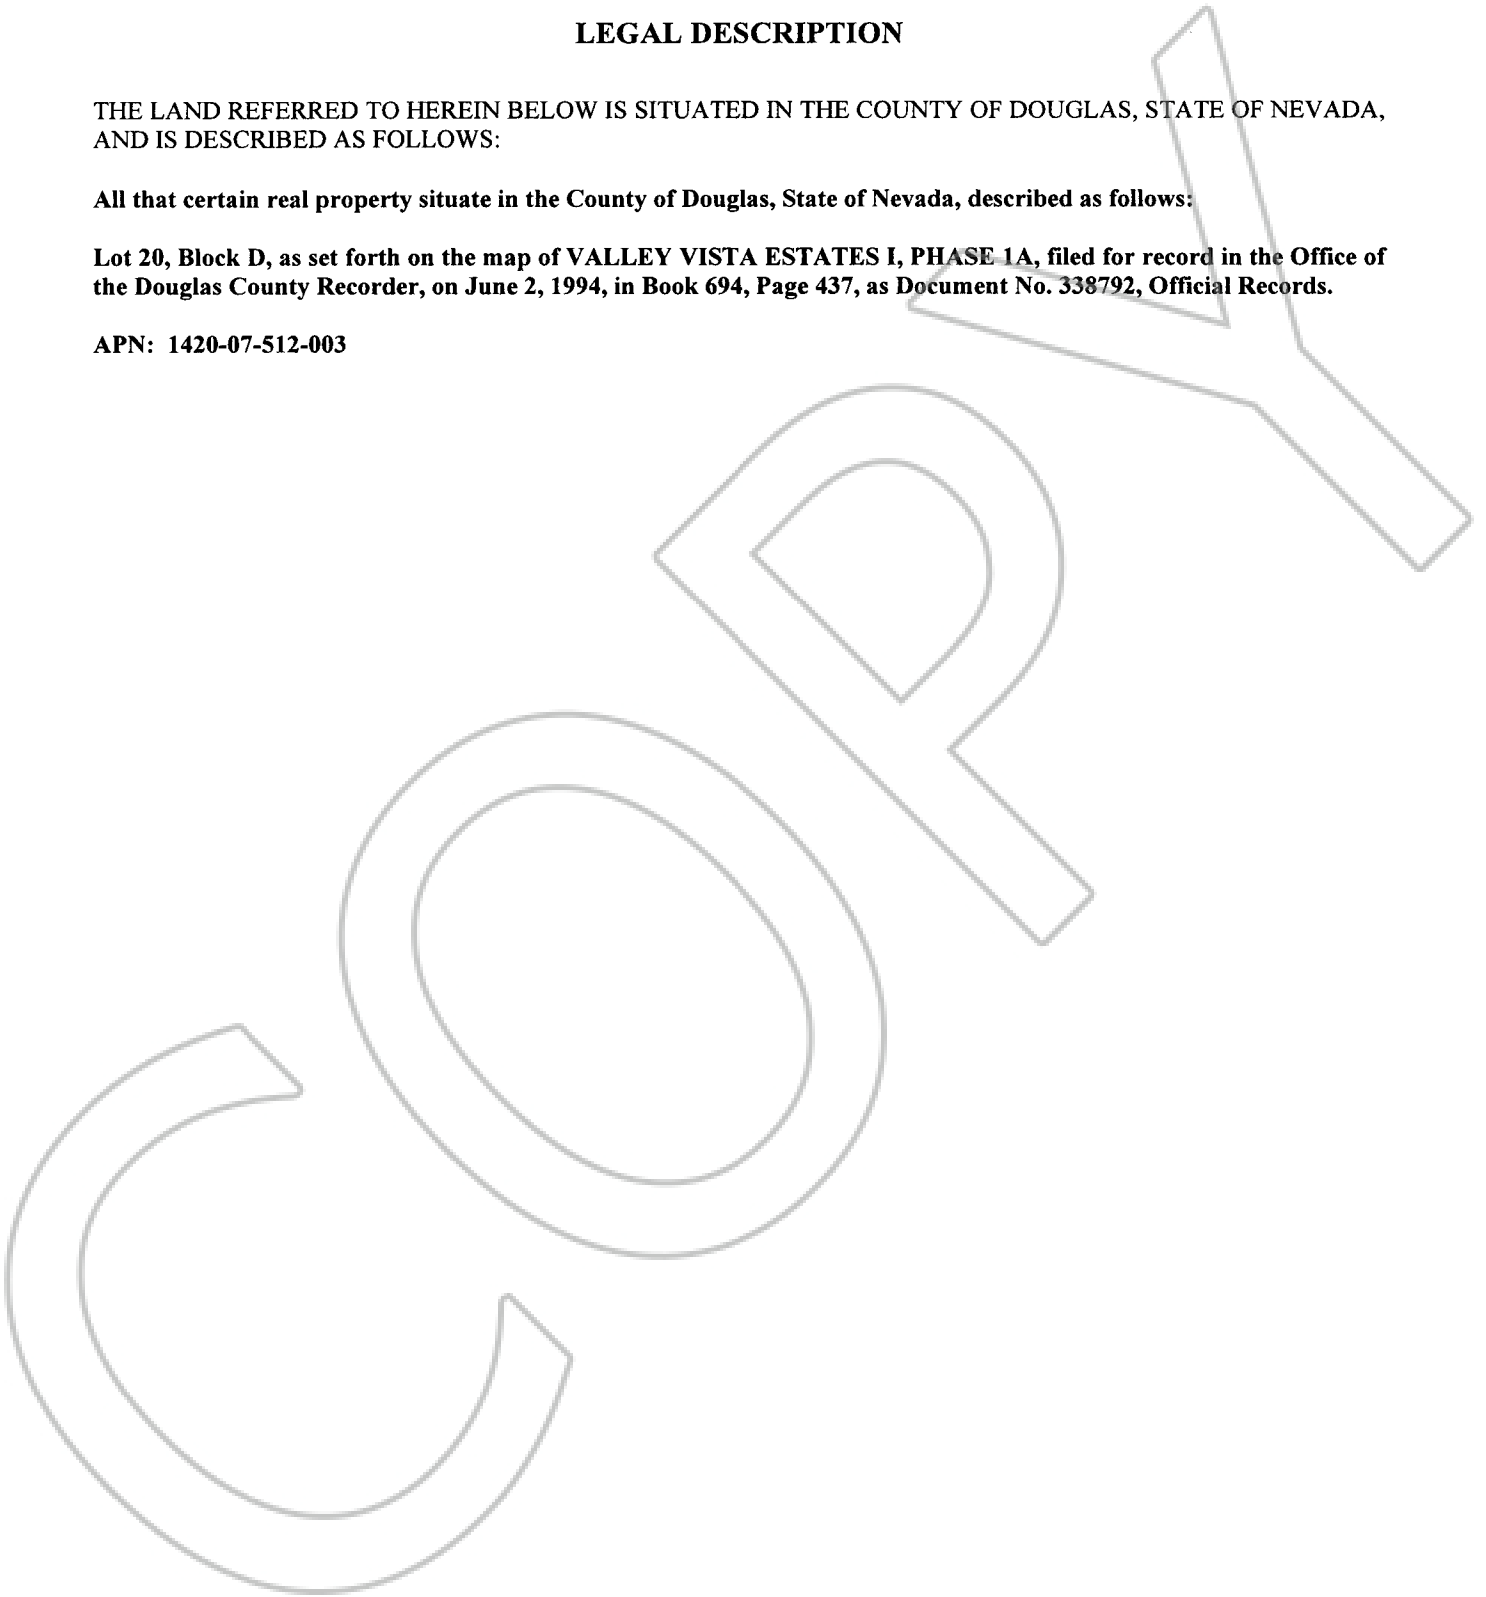 LEGAL DESCRIPTION
THE LAND REFERRED TO HEREIN BELOW IS SITUATED IN THE COUNTY OF DOUGLAS, STATE OF NEVADA,
AND IS DESCRIBED AS FOLLOWS:
All that certain real property situate in the County of Douglas, State of Nevada, described as follows:
Lot 20, Block D, as set forth on the map of VALLEY VISTA ESTATES I, PHASE 1A, filed for record in the Office of
the Douglas County Recorder, on June 2, 1994, in Book 694, Page 437, as Document No. 338792, Official Records.
APN: 1420-07-512-003
COPY